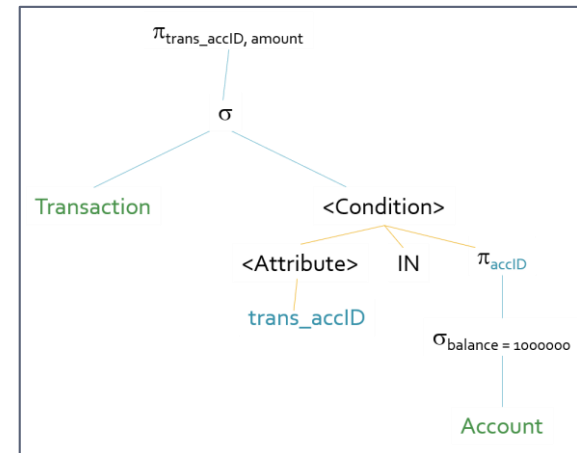 πtrans_accID, amount
σ
Transaction <Condition>
<Attribute> IN πaccID
trans_accID
σbalance = 1000000
Account